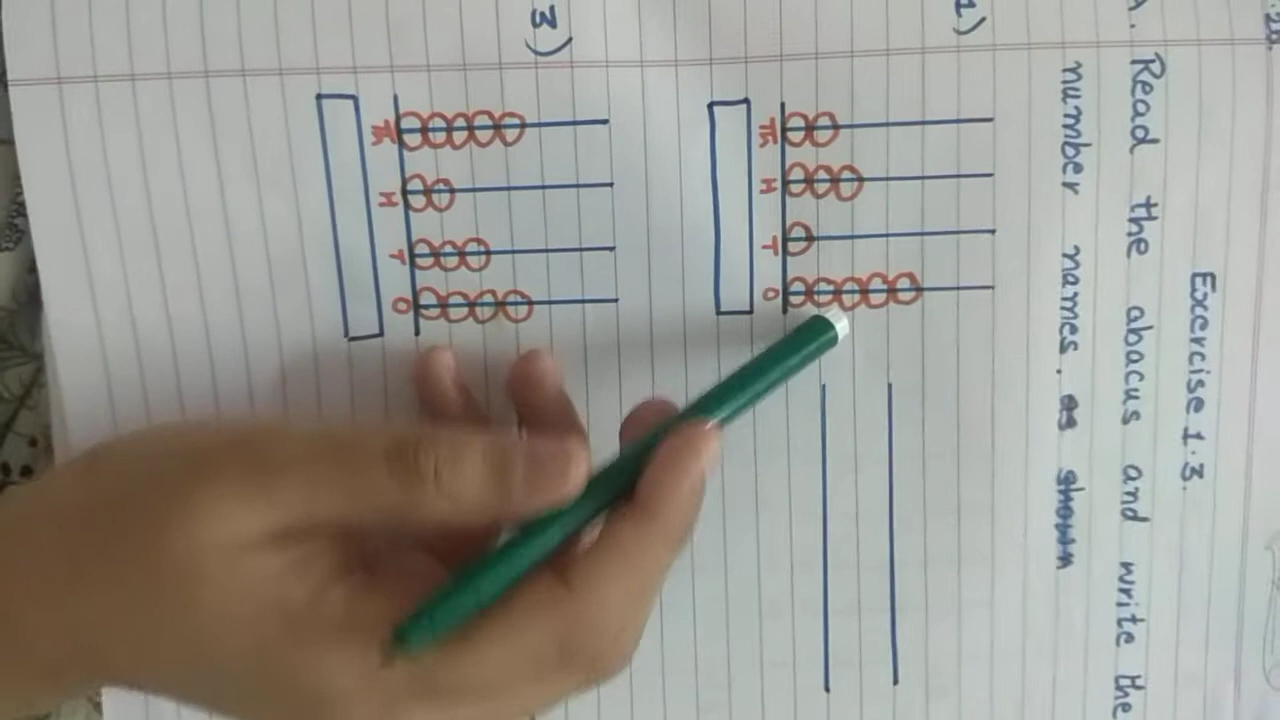 Exercise 1.3.
A. Read the abacus and write the
number names. as shown
1)
Th H T O
3)
Th H T O